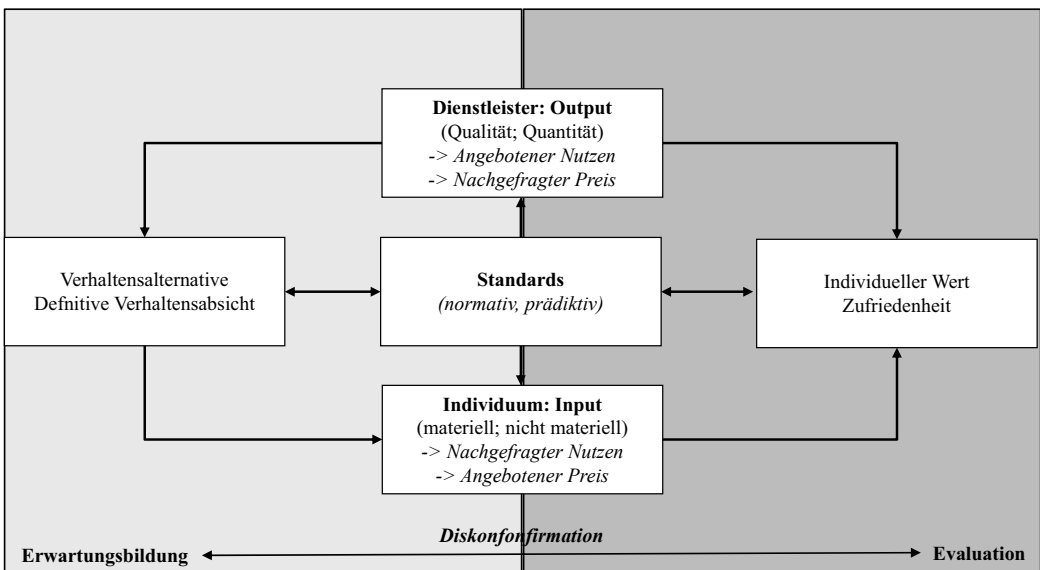 Dienstleister: Output
(Qualität; Quantität)
-> Angebotener Nutzen
-> Nachgefragter Preis
Verhaltensalternative
Defnitive Verhaltensabsicht
Standards
(normativ, prädiktiv)
Individueller Wert
Zufriedenheit
Individuum: Input
(materiell; nicht materiell)
-> Nachgefragter Nutzen
-> Angebotener Preis
Diskonfonfirmation
Erwartungsbildung
Evaluation